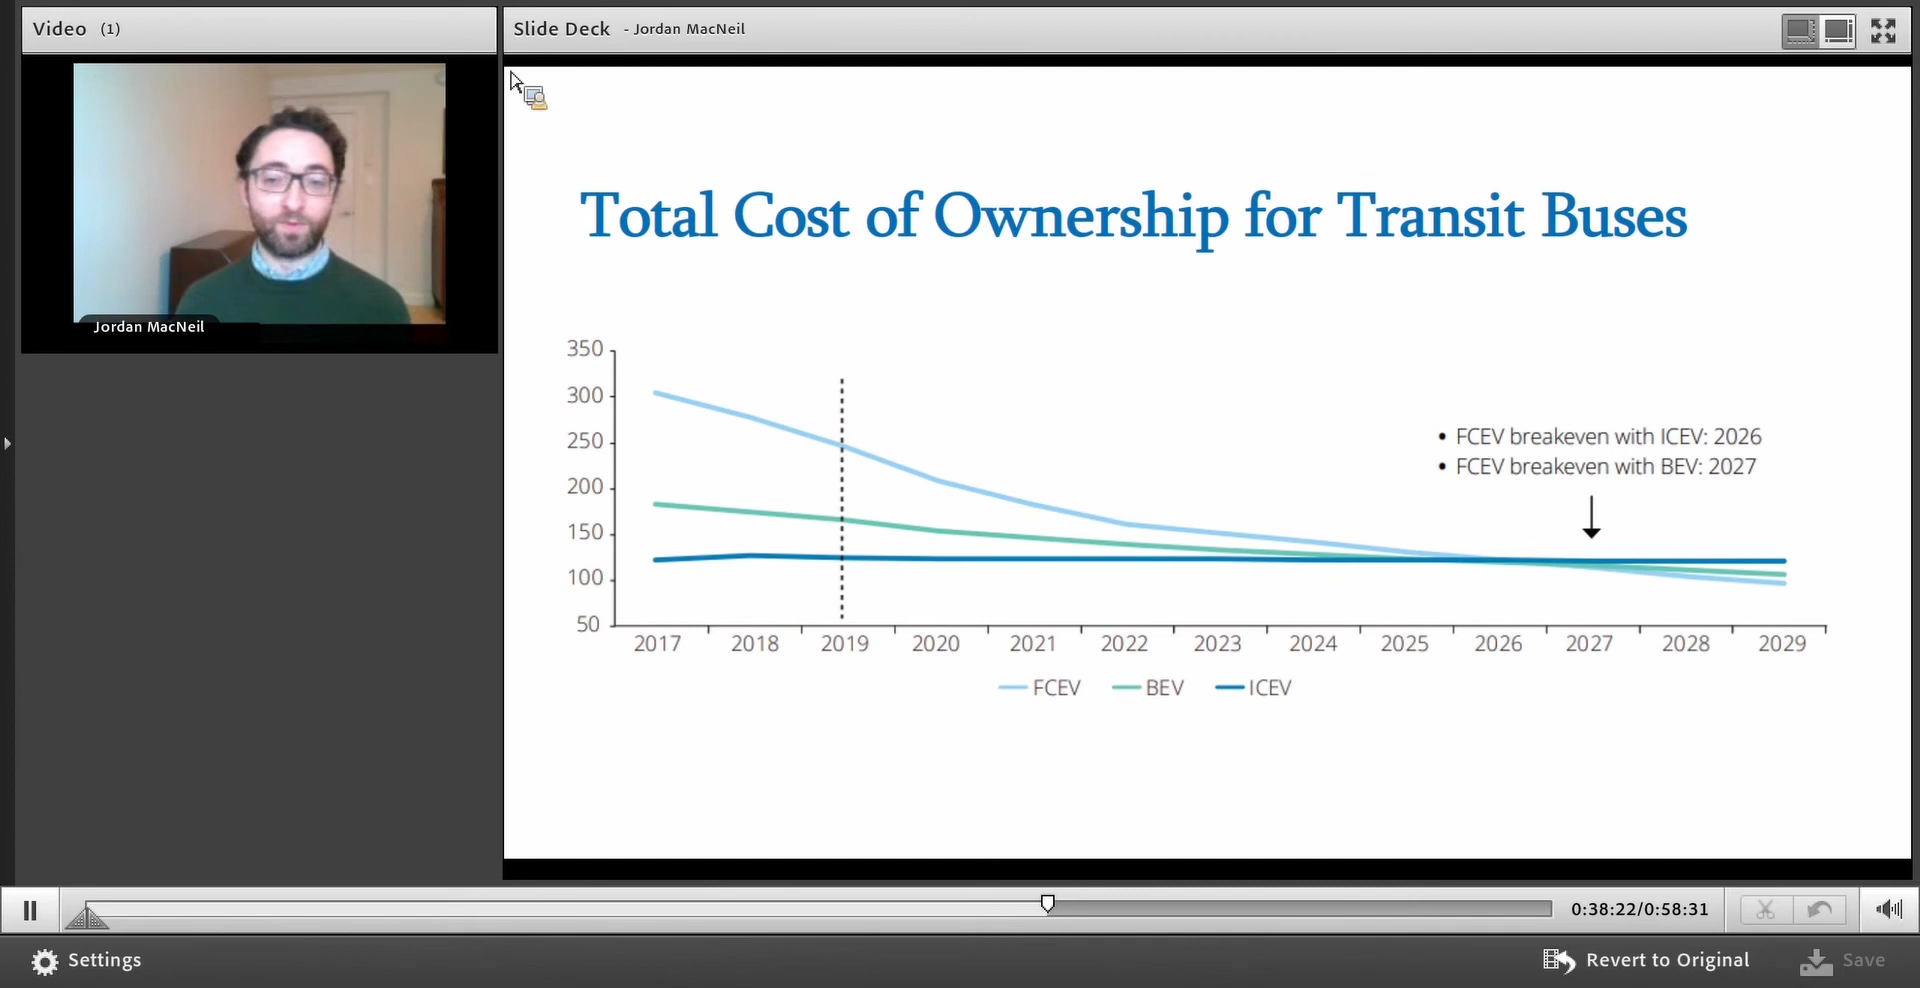 Video (1)
Jordan MacNeil
Slide Deck - Jordan MacNeil
Total Cost of Ownership for Transit Buses
350
300
250
200
150
100
50
• FCEV breakeven with ICEV: 2026
• FCEV breakeven with BEV: 2027
2017 2018 2019 2020 2021 2022 2023 2024 2025 2026 2027 2028 2029
FCEV BEV ICEV
0:38:22/0:58:31
Settings
Revert to Original
Save